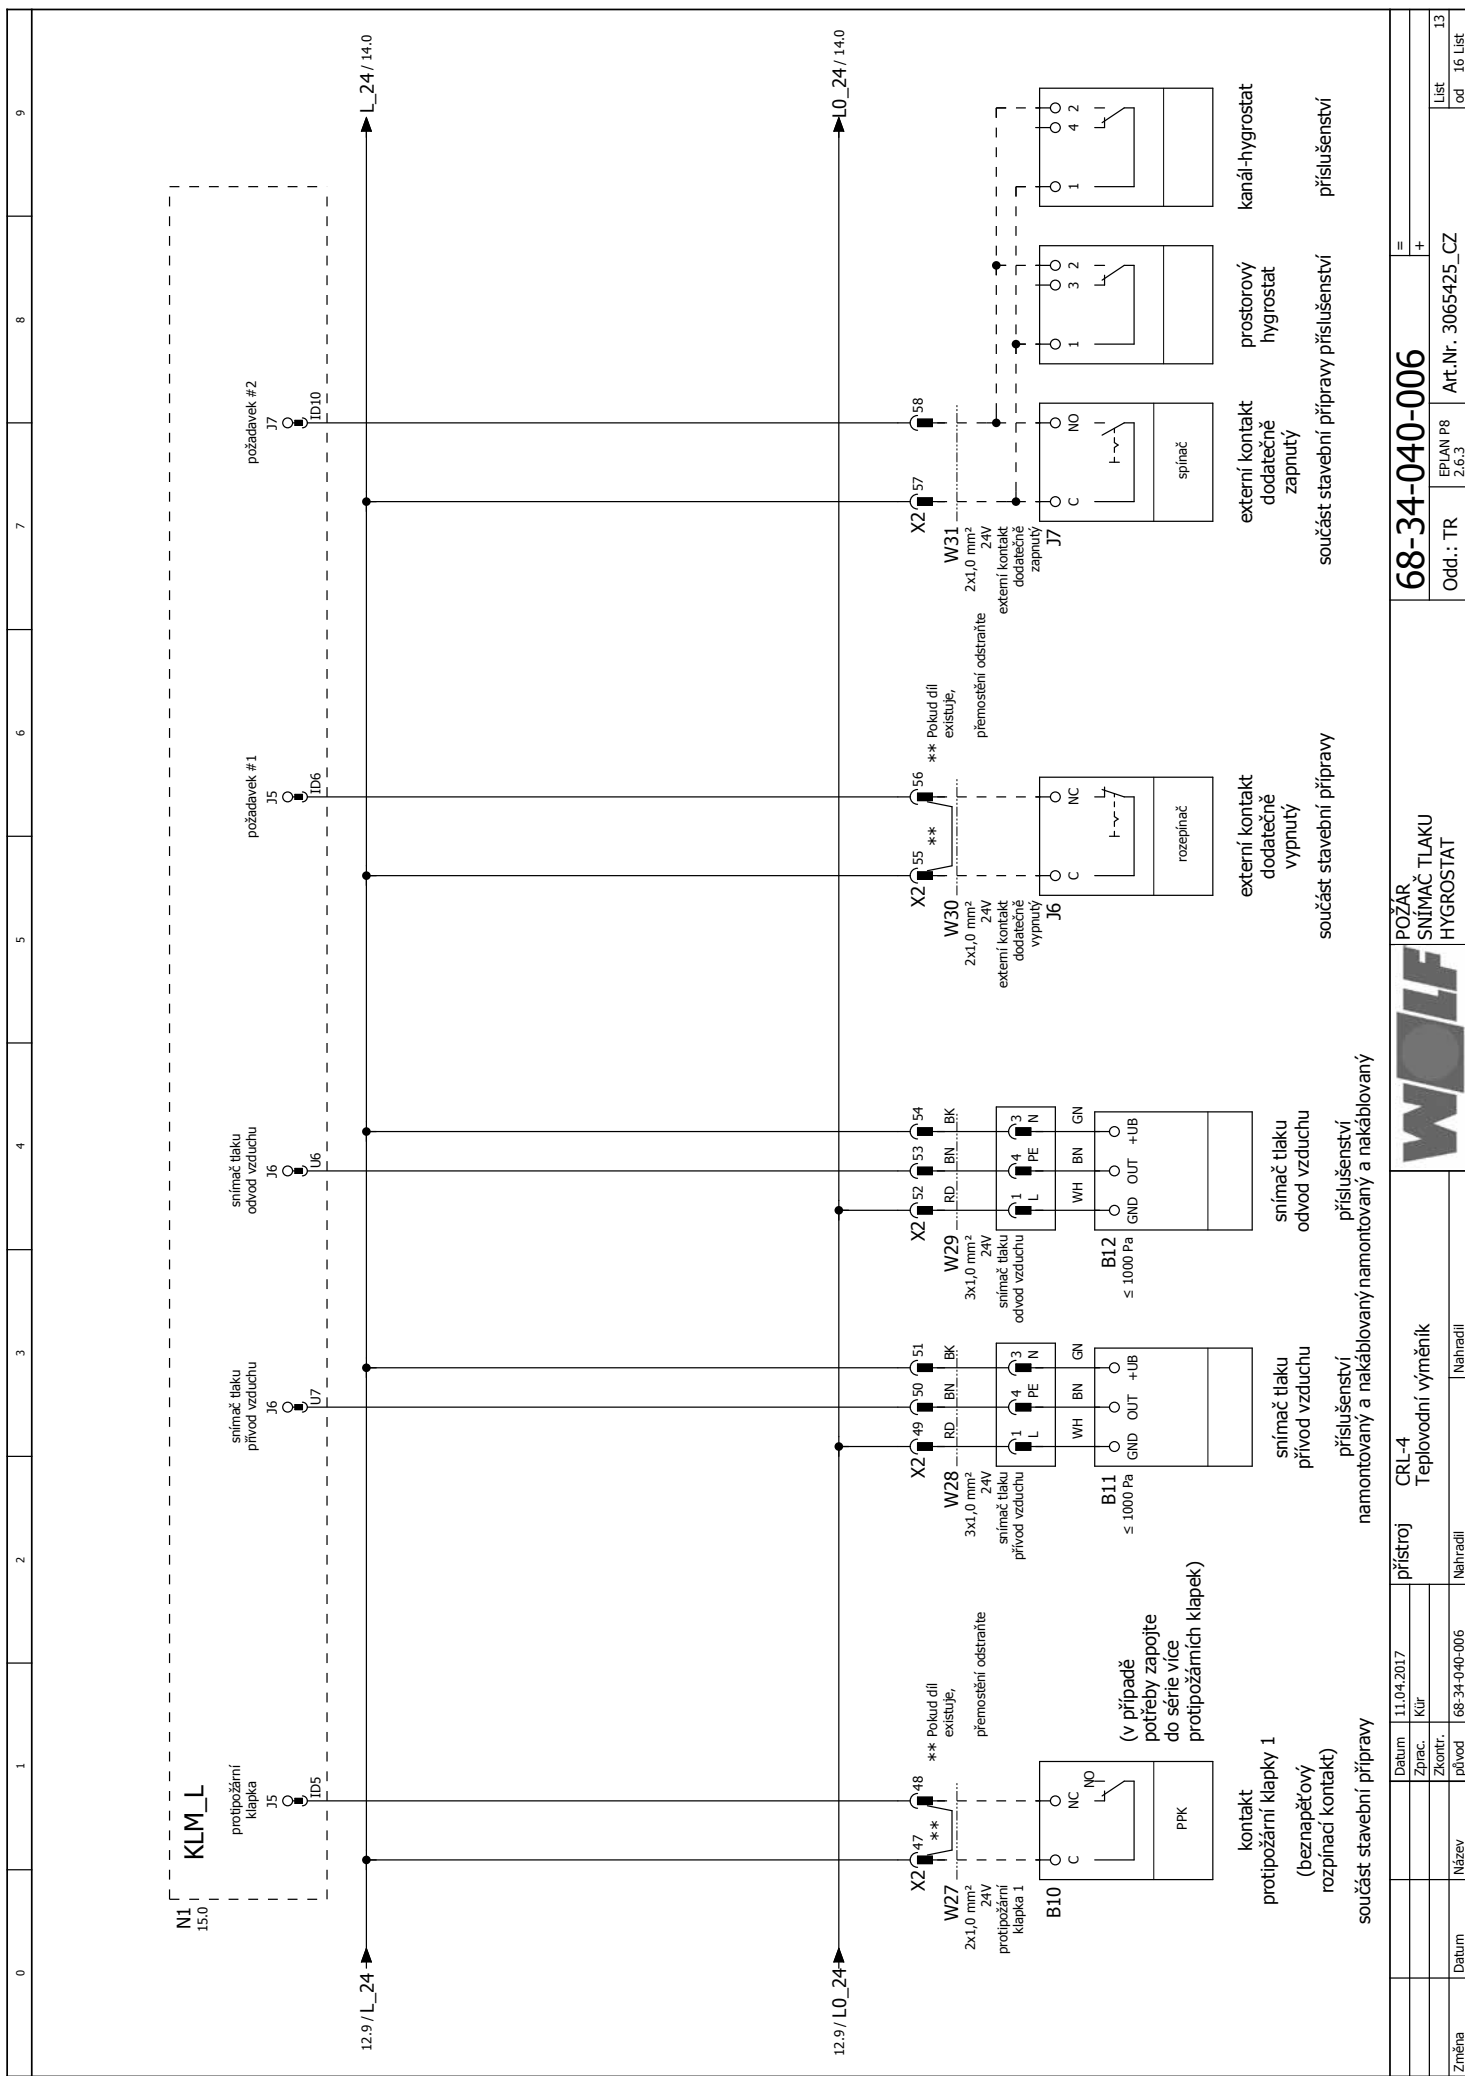 0
1
2
3
4
5
6
7
8
9
N1
15.0
KLM_L
protipožární
klapka
J5
ID5
snímač tlaku
přívod vzduchu
J6
U7
snímač tlaku
odvod vzduchu
J6
U6
požadavek #1
J5
ID6
požadavek #2
J7
ID10
12.9 / L_24
L_24 / 14.0
12.9 / L0_24
L0_24 / 14.0
X2 47
48
**
** Pokud díl
existuje,
přemostění odstraňte
W27
2x1,0 mm²
24V
protipožární
klapka 1
B10
C
NC
NO
PPK
(v případě
potřeby zapojte
do série více
protipožárních klapek)
kontakt
protipožární klapky 1
(beznapěťový
rozpínací kontakt)
součást stavební přípravy
X2 49
50
51
W28
3x1,0 mm²
24V
snímač tlaku
přívod vzduchu
RD
BN
BK
1
4
3
L
PE
N
WH
BN
GN
B11
≤ 1000 Pa
GND
OUT
+UB
snímač tlaku
přívod vzduchu
příslušenství
namontovaný a nakáblovaný
X2 52
53
54
W29
3x1,0 mm²
24V
snímač tlaku
odvod vzduchu
RD
BN
BK
1
4
3
L
PE
N
WH
BN
GN
B12
≤ 1000 Pa
GND
OUT
+UB
snímač tlaku
odvod vzduchu
příslušenství
namontovaný a nakáblovaný
X2 55
56
**
** Pokud díl
existuje,
přemostění odstraňte
W30
2x1,0 mm²
24V
externí kontakt
dodatečně
vypnutý
J6
C
NC
rozepínač
externí kontakt
dodatečně
vypnutý
součást stavební přípravy
X2 57
58
W31
2x1,0 mm²
24V
externí kontakt
dodatečně
zapnutý
J7
C
NO
spínač
externí kontakt
dodatečně
zapnutý
součást stavební přípravy
1
3
2
prostorový
hygrostat
příslušenství
1
4
2
kanál-hygrostat
příslušenství
Změna
Datum
Název
Datum
11.04.2017
Zprac.
Kür
Zkontr.
původ
68-34-040-006
přístroj
CRL-4
Teplovodní výměník
Nahradil
Nahradil
WOLF
POŽÁR
SNÍMAČ TLAKU
HYGROSTAT
68-34-040-006
=
+
Odd.: TR
EPLAN P8
2.6.3
Art.Nr. 3065425_CZ
List 13
od 16 List